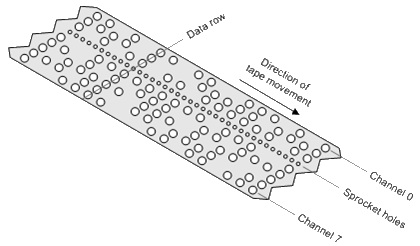 Data row
Direction of
tape movement
Channel 0
Sprocket holes
Channel 7